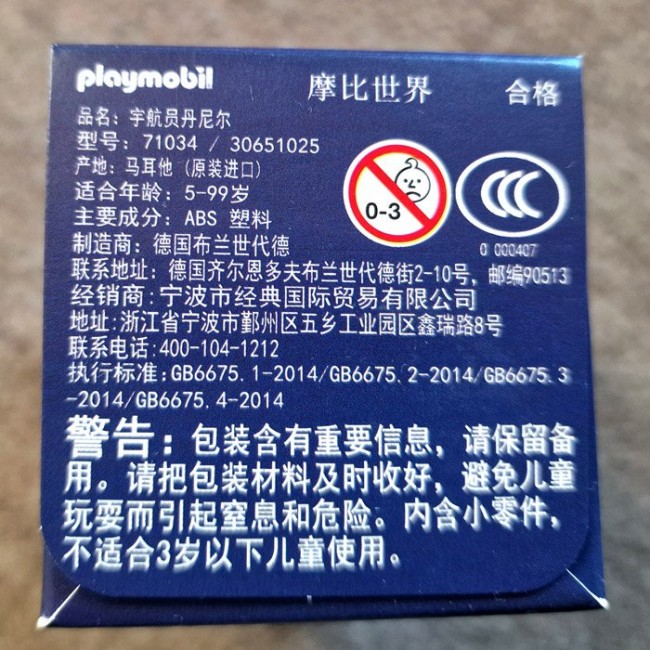 playmobil 摩比世界 合格
品名：宇航员丹尼尔
型号：71034 / 30651025
产地：马耳他（原装进口）
适合年龄：5-99岁
主要成分：ABS 塑料
0-3
CCC
制造商：德国布兰世代德
0 000407
联系地址：德国齐尔恩多夫布兰世代德街2-10号，邮编90513
经销商：宁波市经典国际贸易有限公司
地址：浙江省宁波市鄞州区五乡工业园区鑫瑞路8号
联系电话：400-104-1212
执行标准：GB6675.1-2014/GB6675.2-2014/GB6675.3
-2014/GB6675.4-2014
警告：包装含有重要信息，请保留备
用。请把包装材料及时收好，避免儿童
玩耍而引起窒息和危险。内含小零件，
不适合3岁以下儿童使用。